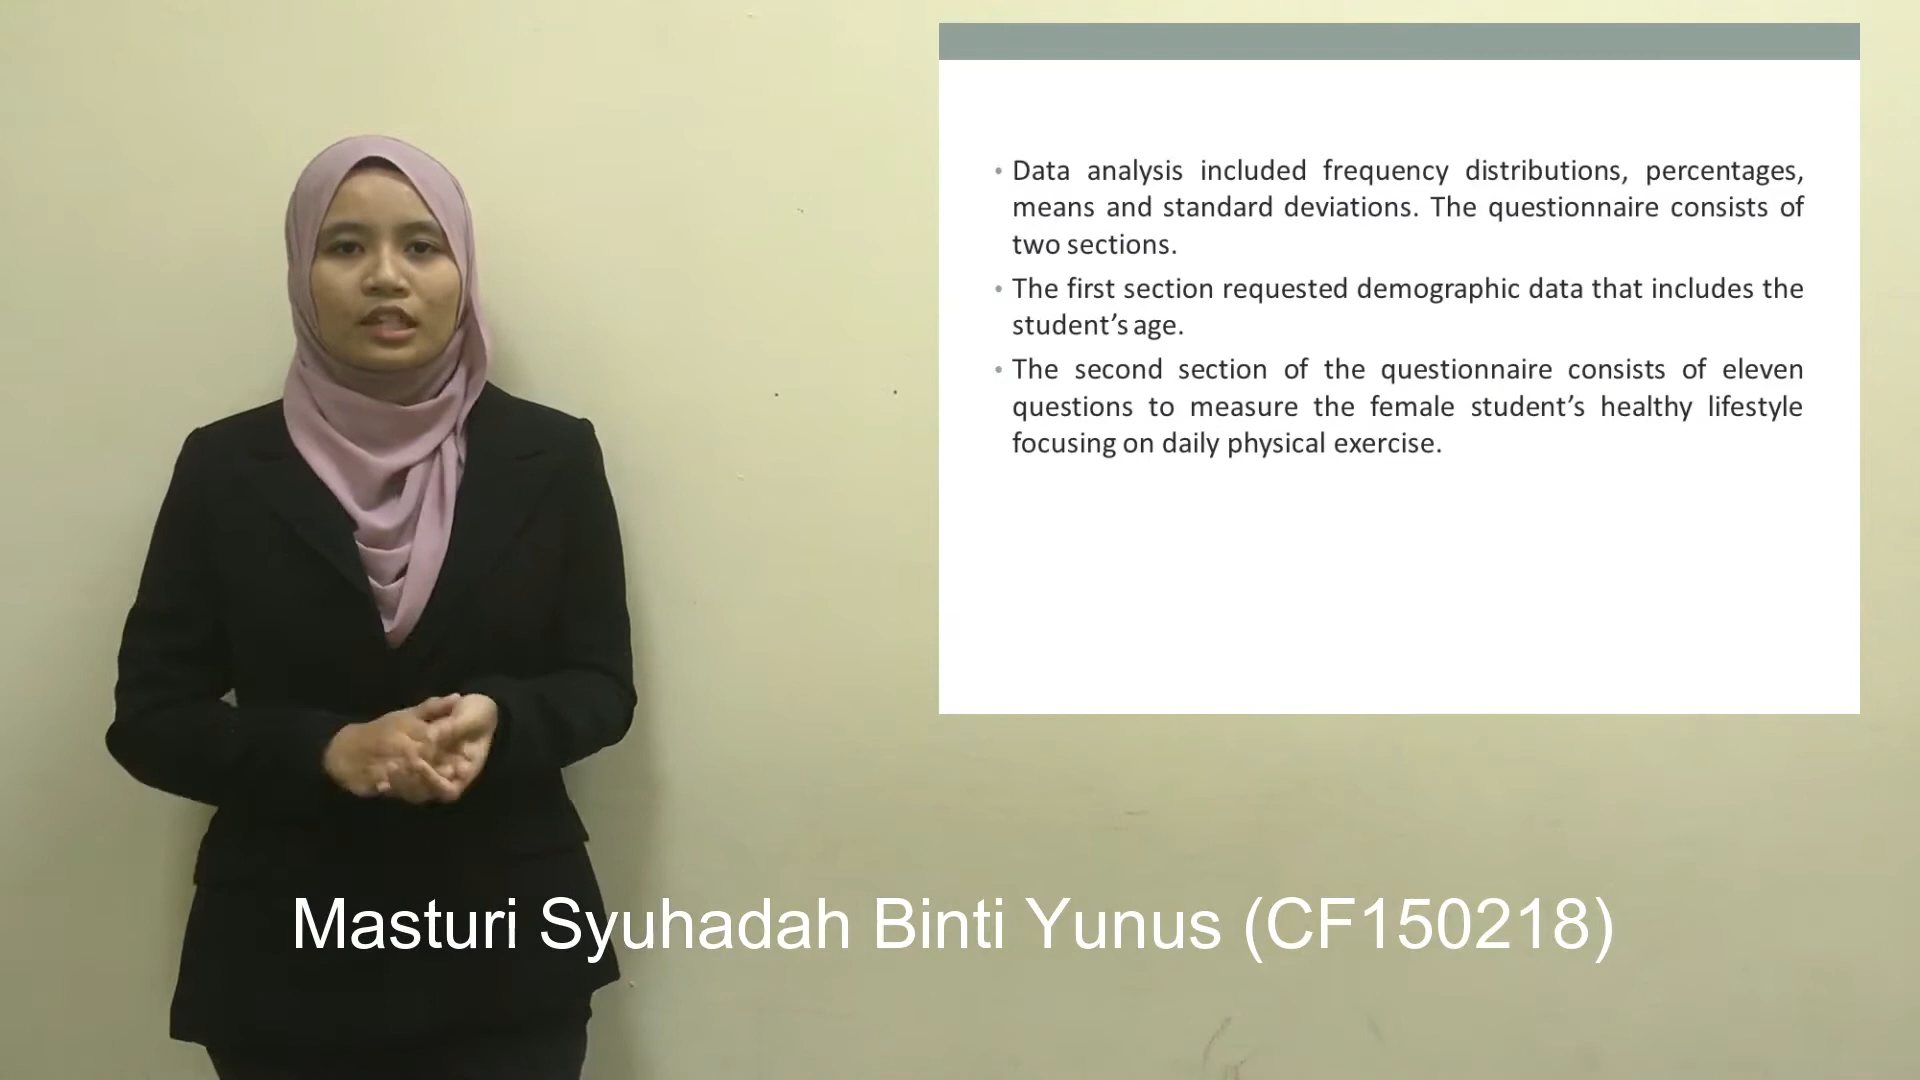 • Data analysis included frequency distributions, percentages,
means and standard deviations. The questionnaire consists of
two sections.
• The first section requested demographic data that includes the
student’s age.
• The second section of the questionnaire consists of eleven
questions to measure the female student’s healthy lifestyle
focusing on daily physical exercise.
Masturi Syuhadah Binti Yunus (CF150218)